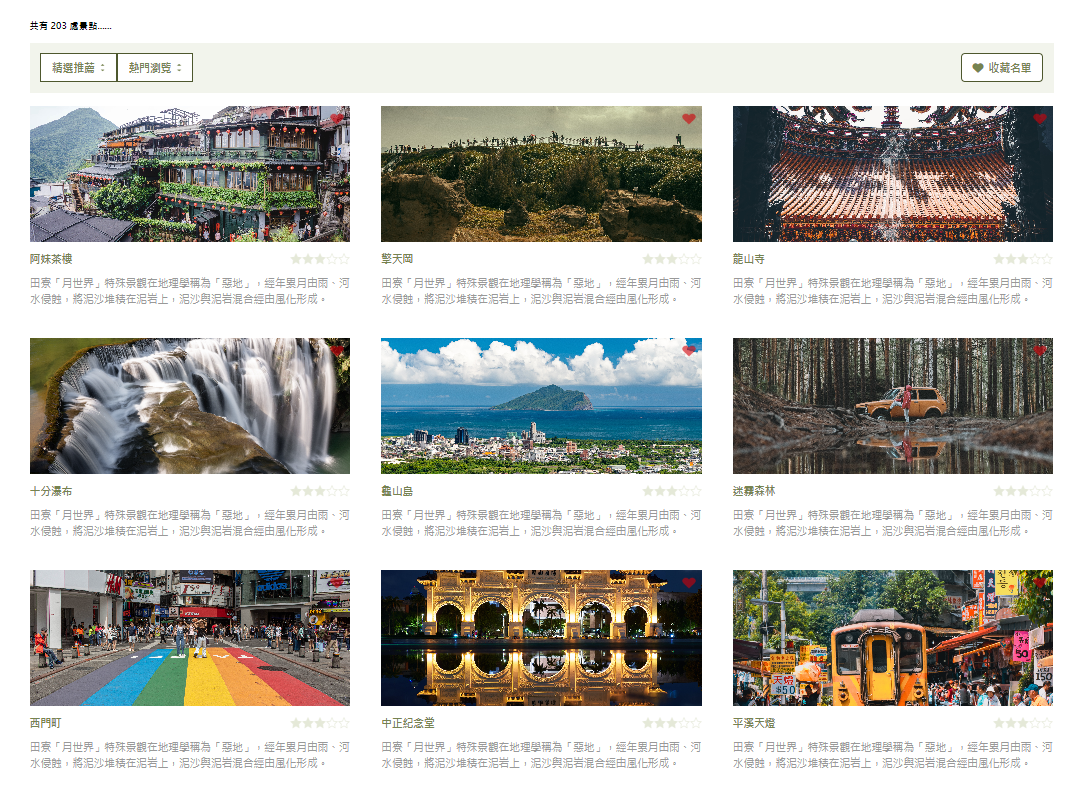 共有 203 處景點......
精選推薦
熱門瀏覽
收藏名單
阿妹茶樓
擎天岡
龍山寺
田寮「月世界」特殊景觀在地理學稱為「惡地」，經年累月由雨、河
水侵蝕，將泥沙堆積在泥岩上，泥沙與泥岩混合經由風化形成。
田寮「月世界」特殊景觀在地理學稱為「惡地」，經年累月由雨、河
水侵蝕，將泥沙堆積在泥岩上，泥沙與泥岩混合經由風化形成。
田寮「月世界」特殊景觀在地理學稱為「惡地」，經年累月由雨、河
水侵蝕，將泥沙堆積在泥岩上，泥沙與泥岩混合經由風化形成。
十分瀑布
龜山島
迷霧森林
田寮「月世界」特殊景觀在地理學稱為「惡地」，經年累月由雨、河
水侵蝕，將泥沙堆積在泥岩上，泥沙與泥岩混合經由風化形成。
田寮「月世界」特殊景觀在地理學稱為「惡地」，經年累月由雨、河
水侵蝕，將泥沙堆積在泥岩上，泥沙與泥岩混合經由風化形成。
田寮「月世界」特殊景觀在地理學稱為「惡地」，經年累月由雨、河
水侵蝕，將泥沙堆積在泥岩上，泥沙與泥岩混合經由風化形成。
天燈
$50
50
150
西門町
中正紀念堂
平溪天燈
田寮「月世界」特殊景觀在地理學稱為「惡地」，經年累月由雨、河
水侵蝕，將泥沙堆積在泥岩上，泥沙與泥岩混合經由風化形成。
田寮「月世界」特殊景觀在地理學稱為「惡地」，經年累月由雨、河
水侵蝕，將泥沙堆積在泥岩上，泥沙與泥岩混合經由風化形成。
田寮「月世界」特殊景觀在地理學稱為「惡地」，經年累月由雨、河
水侵蝕，將泥沙堆積在泥岩上，泥沙與泥岩混合經由風化形成。